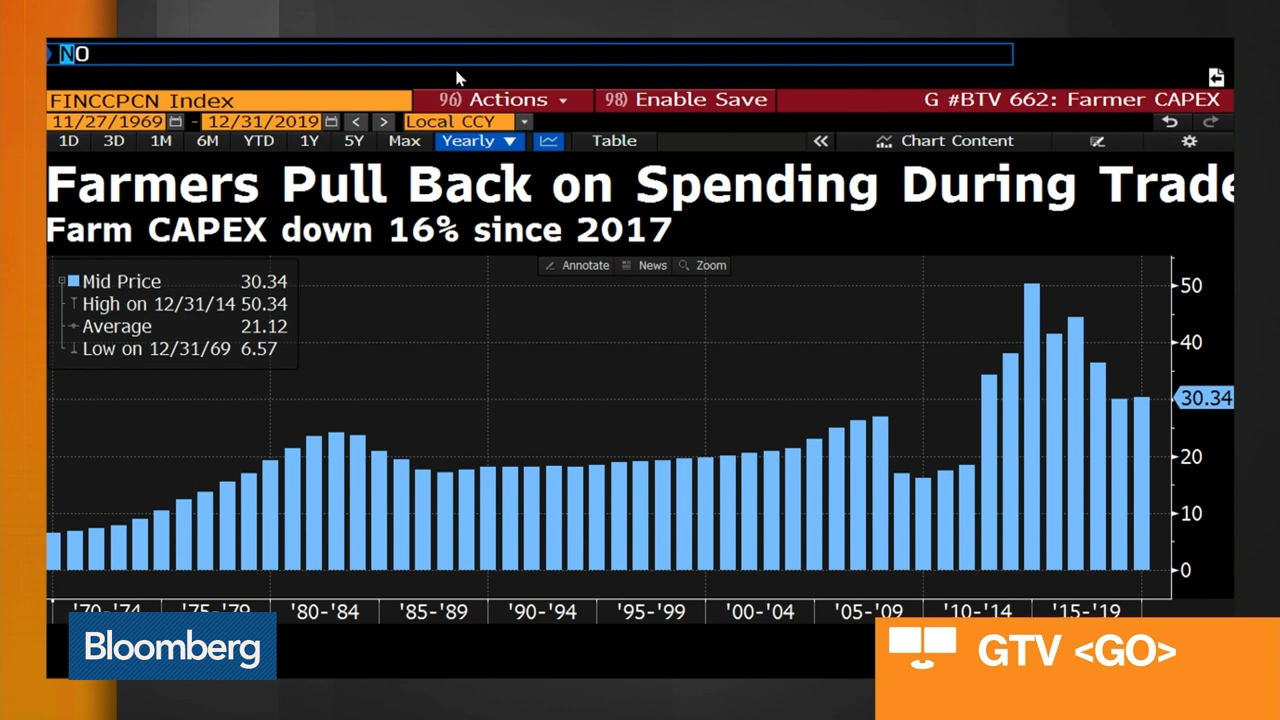 NO
FINCCPCN Index 96) Actions 98) Enable Save G #BTV 662: Farmer CAPEX
11/27/1969 - 12/31/2019 < > Local CCY
1D 3D 1M 6M YTD 1Y 5Y Max Yearly Table « Chart Content
Farmers Pull Back on Spending During Trade
Farm CAPEX down 16% since 2017
Annotate News Zoom
Mid Price 30.34
High on 12/31/14 50.34
Average 21.12
Low on 12/31/69 6.57
50
40
30.34
20
10
0
'70-'74 '75-'79 '80-'84 '85-'89 '90-'94 '95-'99 '00-'04 '05-'09 '10-'14 '15-'19
Bloomberg
GTV <GO>